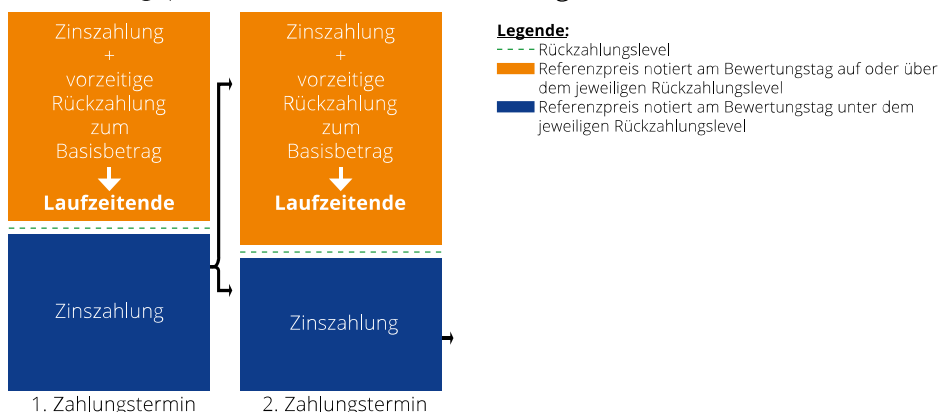 Zinszahlung
+
vorzeitige
Rückzahlung
zum
Basisbetrag
Laufzeitende
Zinszahlung
1. Zahlungstermin
Zinszahlung
+
vorzeitige
Rückzahlung
zum
Basisbetrag
Laufzeitende
Zinszahlung
2. Zahlungstermin
Legende:
Rückzahlungslevel
Referenzpreis notiert am Bewertungstag auf oder über
dem jeweiligen Rückzahlungslevel
Referenzpreis notiert am Bewertungstag unter dem
jeweiligen Rückzahlungslevel